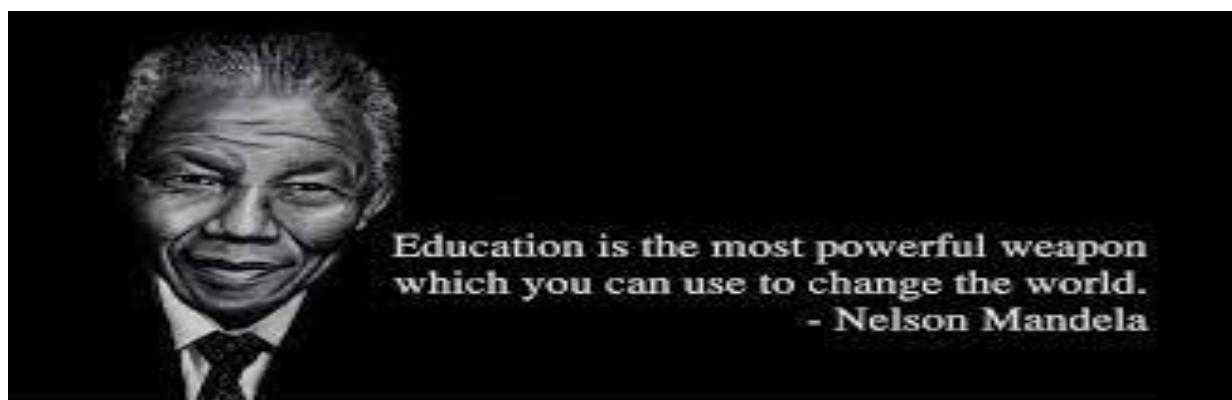 Education is the most powerful weapon
which you can use to change the world.
- Nelson Mandela